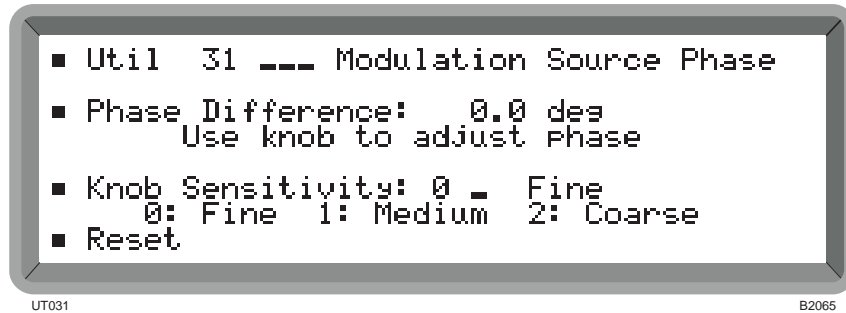 ▪ Util 31 ___ Modulation Source Phase
▪ Phase Difference: 0.0 deg
Use knob to adjust phase
▪ Knob Sensitivity: 0 _ Fine
0: Fine 1: Medium 2: Coarse
▪ Reset
UT031 B2065